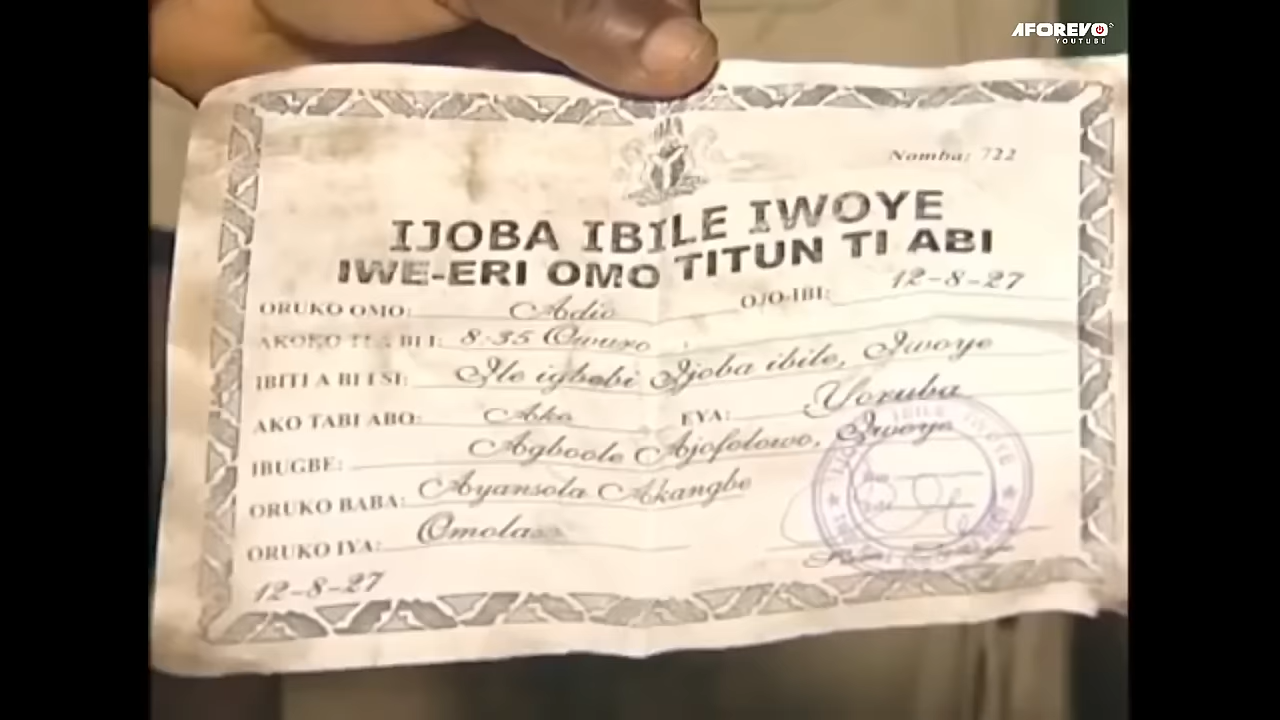 AFOREVO
YOUTUBE
Nomba: 722
IJOBA IBILE IWOYE
IWE-ERI OMO TITUN TI ABI
ORUKO OMO: Adio OJO-IBI: 12-8-27
AKOKO TI A BI I: 8-35 Owuro
IBITI A BI I SI: Ile igbebi Ijoba ibile, Iwoye
AKO TABI ABO: Ako EYA: Yoruba
IBUGBE: Agboole Ajofolowo, Iwoye
ORUKO BABA: Ayansola Akangbe
ORUKO IYA: Omola
12-8-27